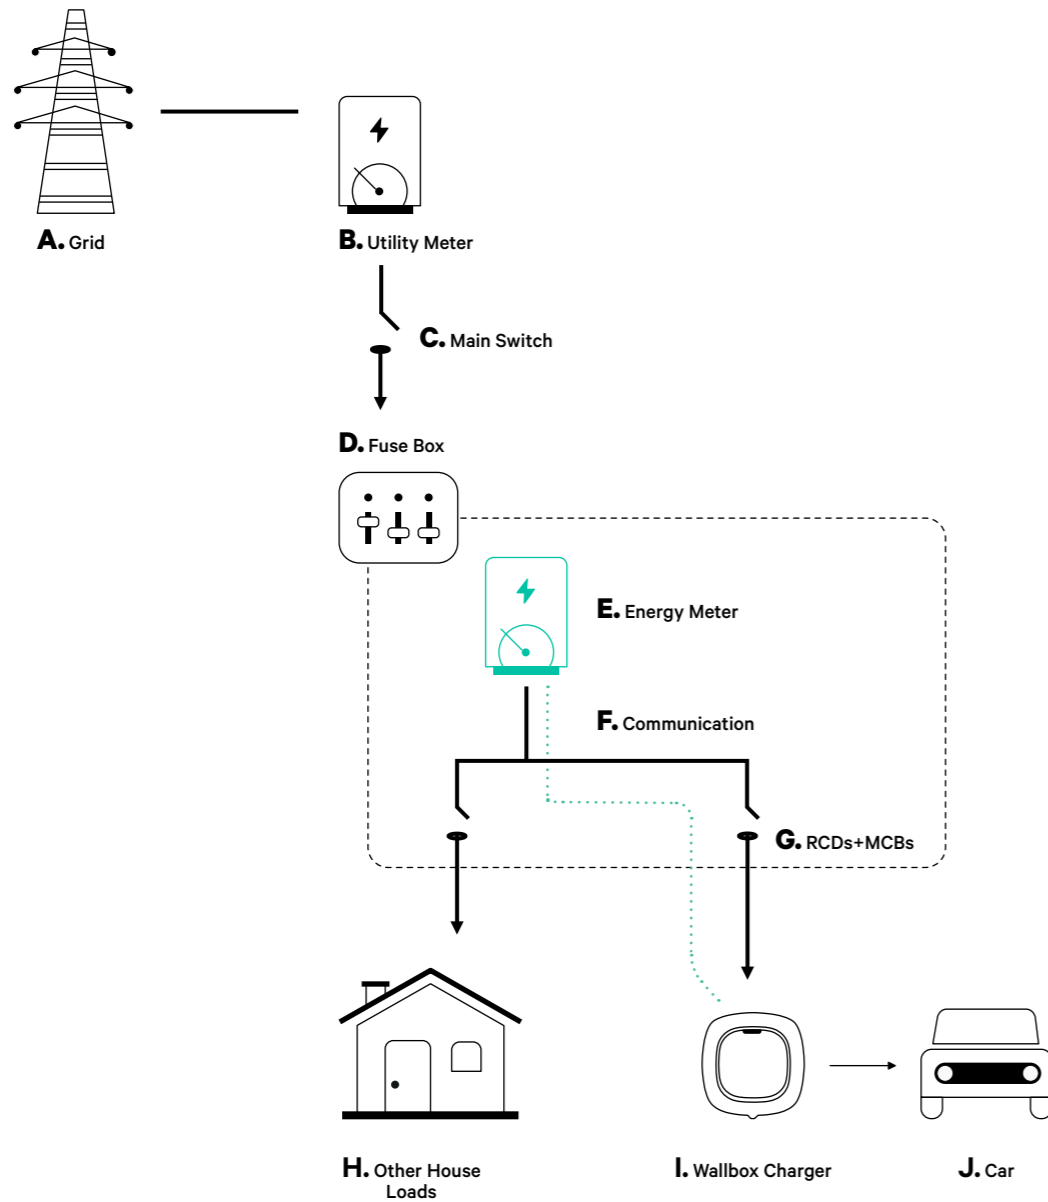 A. Grid
B. Utility Meter
C. Main Switch
D. Fuse Box
E. Energy Meter
F. Communication
G. RCDs+MCBs
H. Other House
Loads
I. Wallbox Charger
J. Car